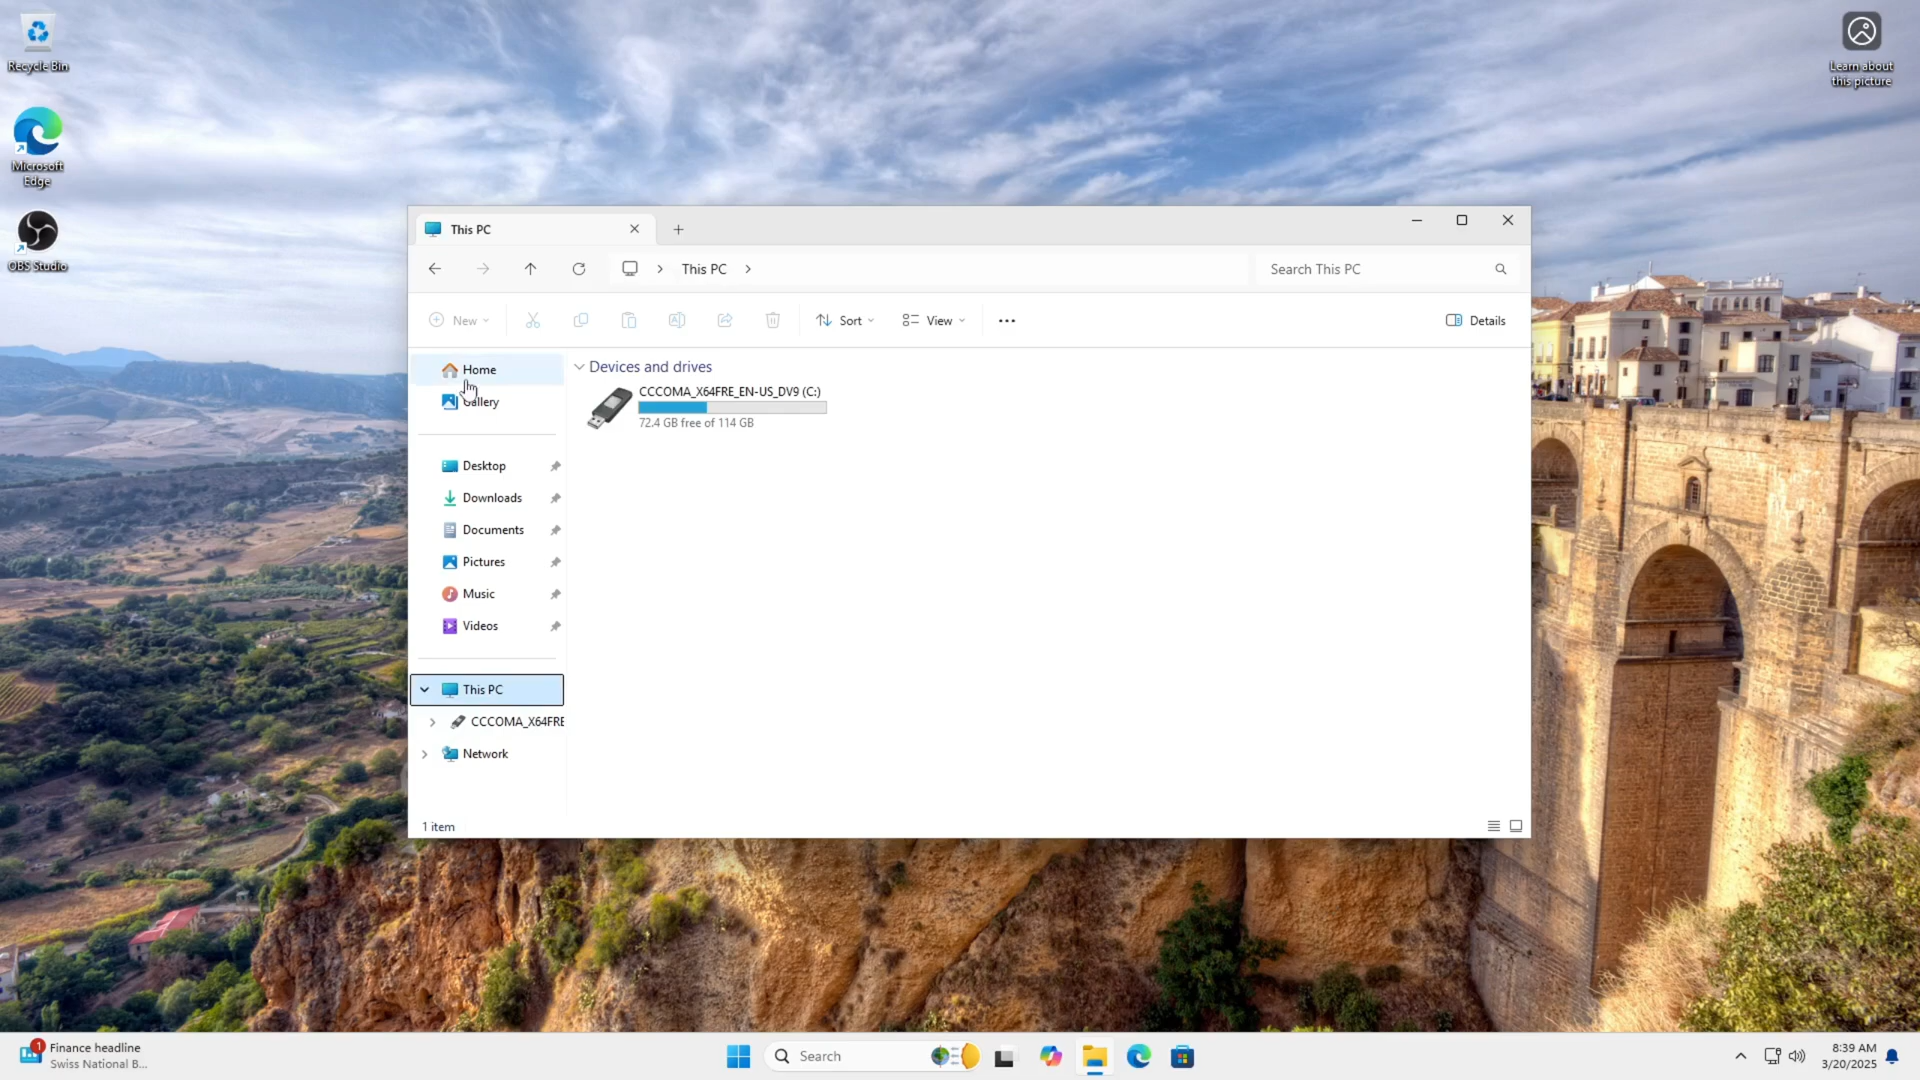 Recycle Bin
Microsoft
Edge
OBS Studio
Learn about
this picture
This PC
This PC
Search This PC
New
Sort
View
Details
Home
Gallery
Desktop
Downloads
Documents
Pictures
Music
Videos
This PC
CCCOMA_X64FRE
Network
Devices and drives
CCCOMA_X64FRE_EN-US_DV9 (C:)
72.4 GB free of 114 GB
1 item
1
Finance headline
Swiss National B...
Search
8:39 AM
3/20/2025